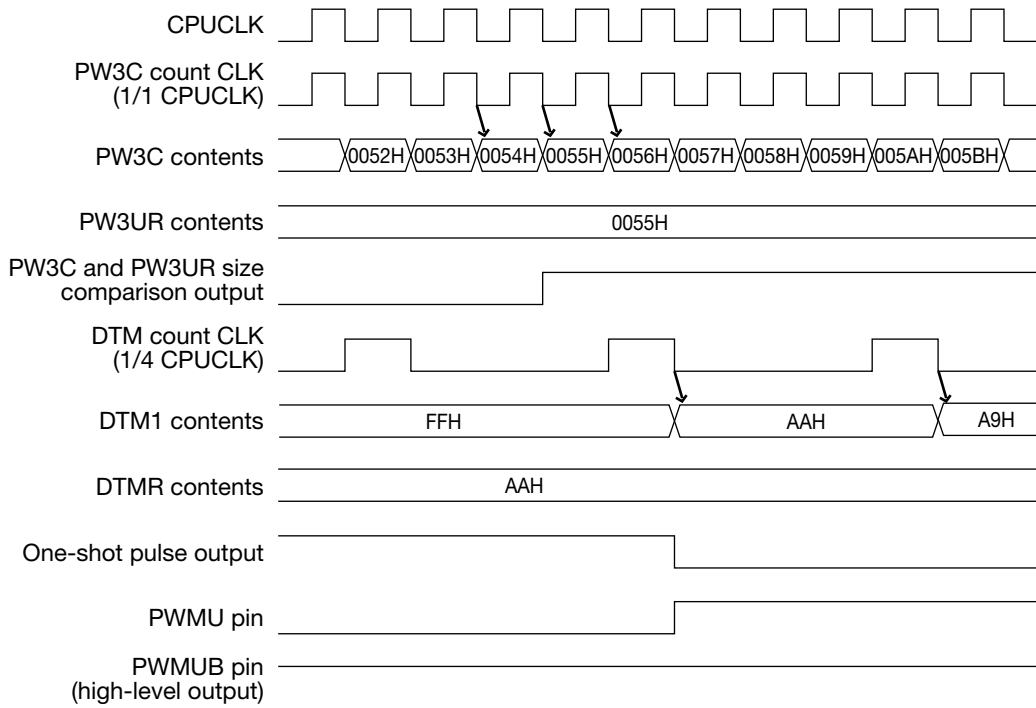 CPUCLK
PW3C count CLK
(1/1 CPUCLK)
PW3C contents
0052H 0053H 0054H 0055H 0056H 0057H 0058H 0059H 005AH 005BH
PW3UR contents
0055H
PW3C and PW3UR size
comparison output
DTM count CLK
(1/4 CPUCLK)
DTM1 contents
FFH AAH A9H
DTMR contents
AAH
One-shot pulse output
PWMU pin
PWMUB pin
(high-level output)